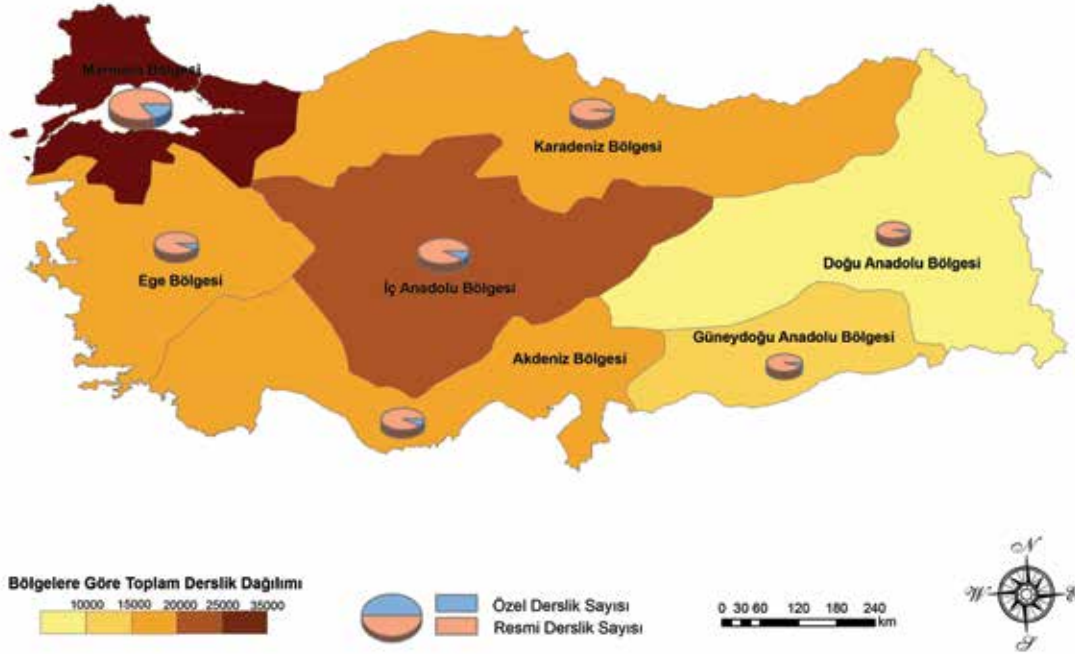 Marmara Bölgesi
Karadeniz Bölgesi
Doğu Anadolu Bölgesi
Ege Bölgesi
İç Anadolu Bölgesi
Güneydoğu Anadolu Bölgesi
Akdeniz Bölgesi
N
W
E
S
Bölgelere Göre Toplam Derslik Dağılımı
10000 15000 20000 25000 35000
Özel Derslik Sayısı
Resmi Derslik Sayısı
0 30 60 120 180 240
km